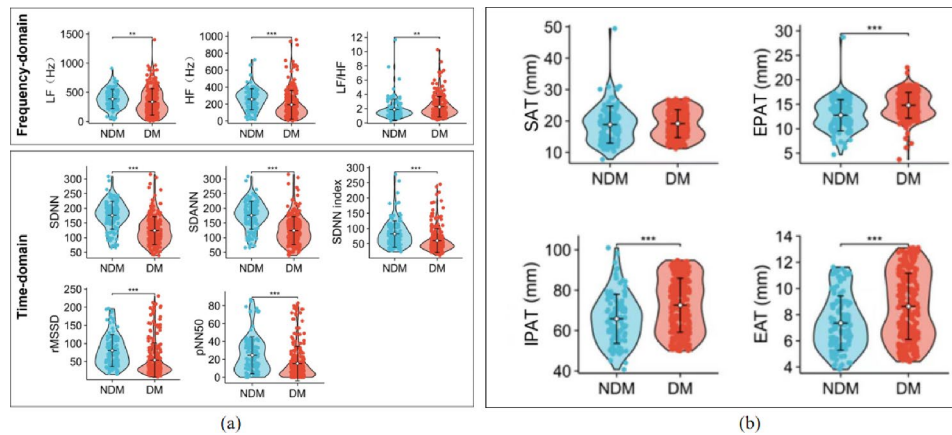 Frequency-domain
LF (Hz)
1500
1000
500
0
**
NDM
DM
HF (Hz)
1000
800
600
400
200
0
***
NDM
DM
LF/HF
12
10
8
6
4
2
0
**
NDM
DM
Time-domain
SDNN
300
250
200
150
100
50
***
NDM
DM
SDANN
300
250
200
150
100
50
***
NDM
DM
SDNN index
250
200
150
100
50
***
NDM
DM
rMSSD
250
200
150
100
50
0
***
NDM
DM
pNN50
80
60
40
20
0
***
NDM
DM
(a)
b
SAT (mm)
50
40
30
20
10
NDM
DM
EPAT (mm)
30
25
20
15
10
5
***
NDM
DM
IPAT (mm)
100
80
60
40
***
NDM
DM
EAT (mm)
14
12
10
8
6
4
2
***
NDM
DM
(b)